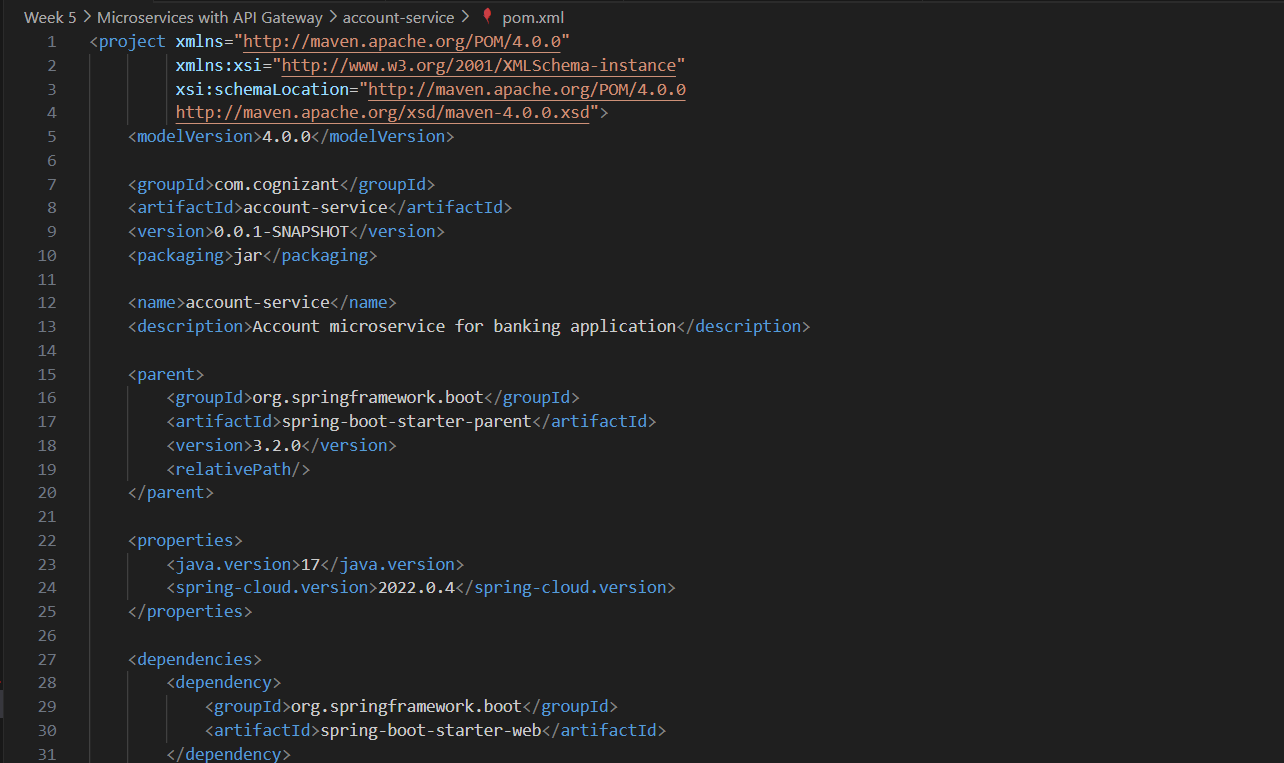 Week 5 > Microservices with API Gateway > account-service > pom.xml
1 <project xmlns="http://maven.apache.org/POM/4.0.0"
2 xmlns:xsi="http://www.w3.org/2001/XMLSchema-instance"
3 xsi:schemaLocation="http://maven.apache.org/POM/4.0.0
4 http://maven.apache.org/xsd/maven-4.0.0.xsd">
5 <modelVersion>4.0.0</modelVersion>
6
7 <groupId>com.cognizant</groupId>
8 <artifactId>account-service</artifactId>
9 <version>0.0.1-SNAPSHOT</version>
10 <packaging>jar</packaging>
11
12 <name>account-service</name>
13 <description>Account microservice for banking application</description>
14
15 <parent>
16 <groupId>org.springframework.boot</groupId>
17 <artifactId>spring-boot-starter-parent</artifactId>
18 <version>3.2.0</version>
19 <relativePath/>
20 </parent>
21
22 <properties>
23 <java.version>17</java.version>
24 <spring-cloud.version>2022.0.4</spring-cloud.version>
25 </properties>
26
27 <dependencies>
28 <dependency>
29 <groupId>org.springframework.boot</groupId>
30 <artifactId>spring-boot-starter-web</artifactId>
31 </dependency>